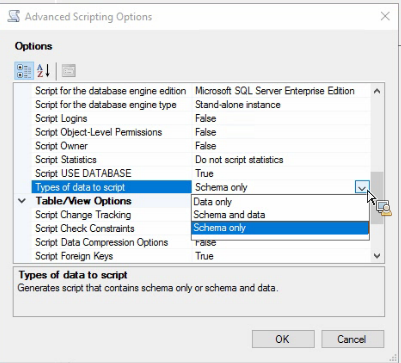 Advanced Scripting Options
Options
Script for the database engine edition Microsoft SQL Server Enterprise Edition
Script for the database engine type Stand-alone instance
Script Logins False
Script Object-Level Permissions False
Script Owner False
Script Statistics Do not script statistics
Script USE DATABASE True
Types of data to script Schema only
Data only
Schema and data
Schema only
Table/View Options
Script Change Tracking
Script Check Constraints
Script Data Compression Options False
Script Foreign Keys True
Types of data to script
Generates script that contains schema only or schema and data.
OK Cancel